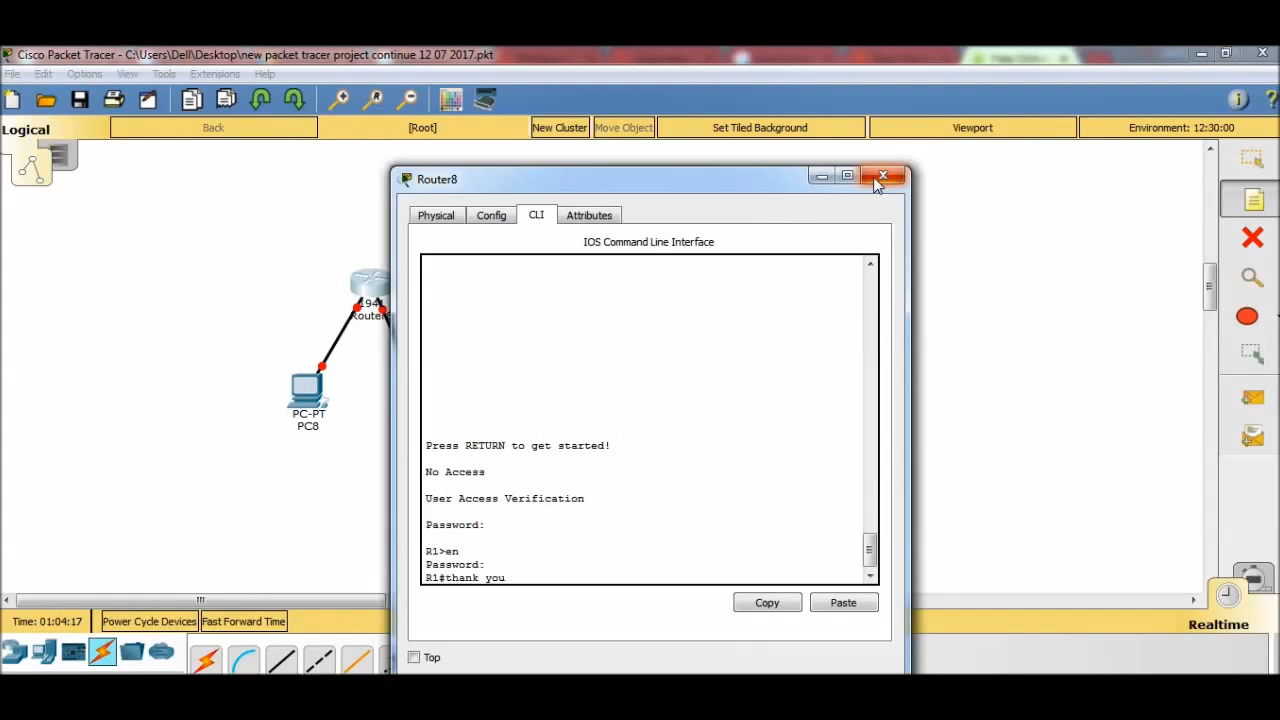 Cisco Packet Tracer - C:\Users\Dell\Desktop\new packet tracer project continue 12 07 2017.pkt
File Edit Options View Tools Extensions Help
Logical Back [Root] New Cluster Move Object Set Tiled Background Viewport Environment: 12:30:00
Router8
Physical Config CLI Attributes
IOS Command Line Interface
1941
Router
PC-PT
PC8
Press RETURN to get started!
No Access
User Access Verification
Password:
R1>en
Password:
R1#thank you
Copy Paste
Top
Time: 01:04:17 Power Cycle Devices Fast Forward Time
Realtime